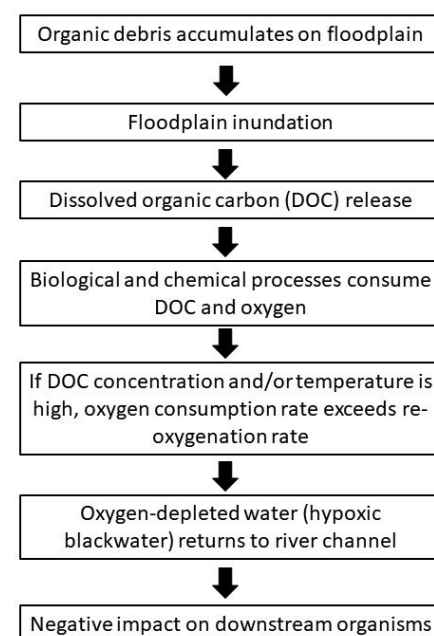 Organic debris accumulates on floodplain
Floodplain inundation
Dissolved organic carbon (DOC) release
Biological and chemical processes consume
DOC and oxygen
If DOC concentration and/or temperature is
high, oxygen consumption rate exceeds re-
oxygenation rate
Oxygen-depleted water (hypoxic
blackwater) returns to river channel
Negative impact on downstream organisms